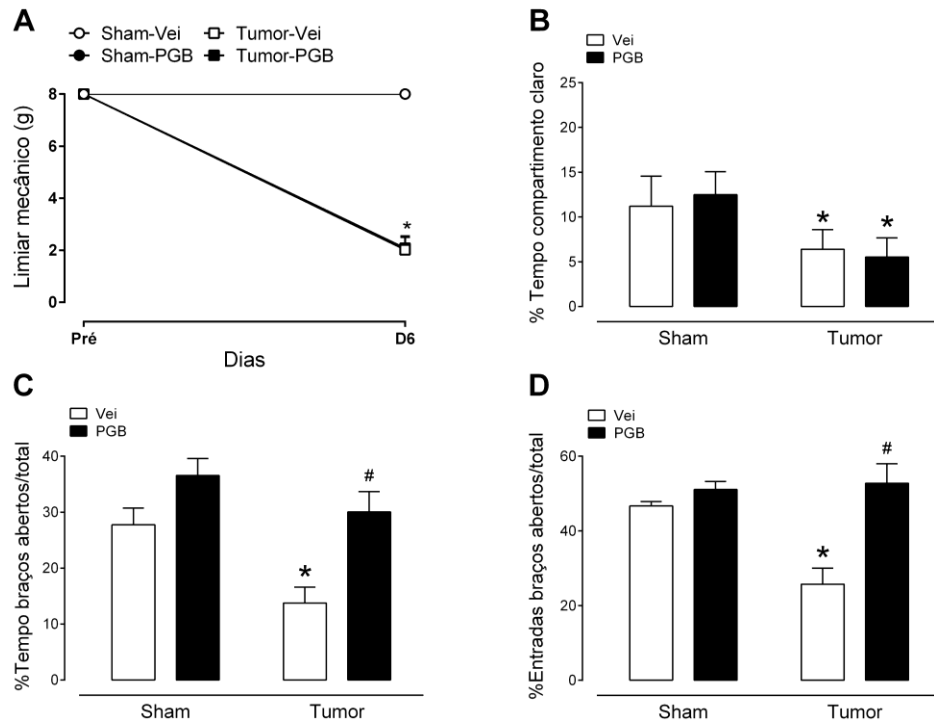 A
Sham-Vei Tumor-Vei
Sham-PGB Tumor-PGB
Limiar mecânico (g)
8
6
4
2
0
*
Pré D6
Dias
B
Vei
PGB
% Tempo compartimento claro
25
20
15
10
5
0
* *
Sham Tumor
C
Vei
PGB
%Tempo braços abertos/total
40
30
20
10
0
* #
Sham Tumor
D
Vei
PGB
%Entradas braços abertos/total
60
40
20
0
* #
Sham Tumor